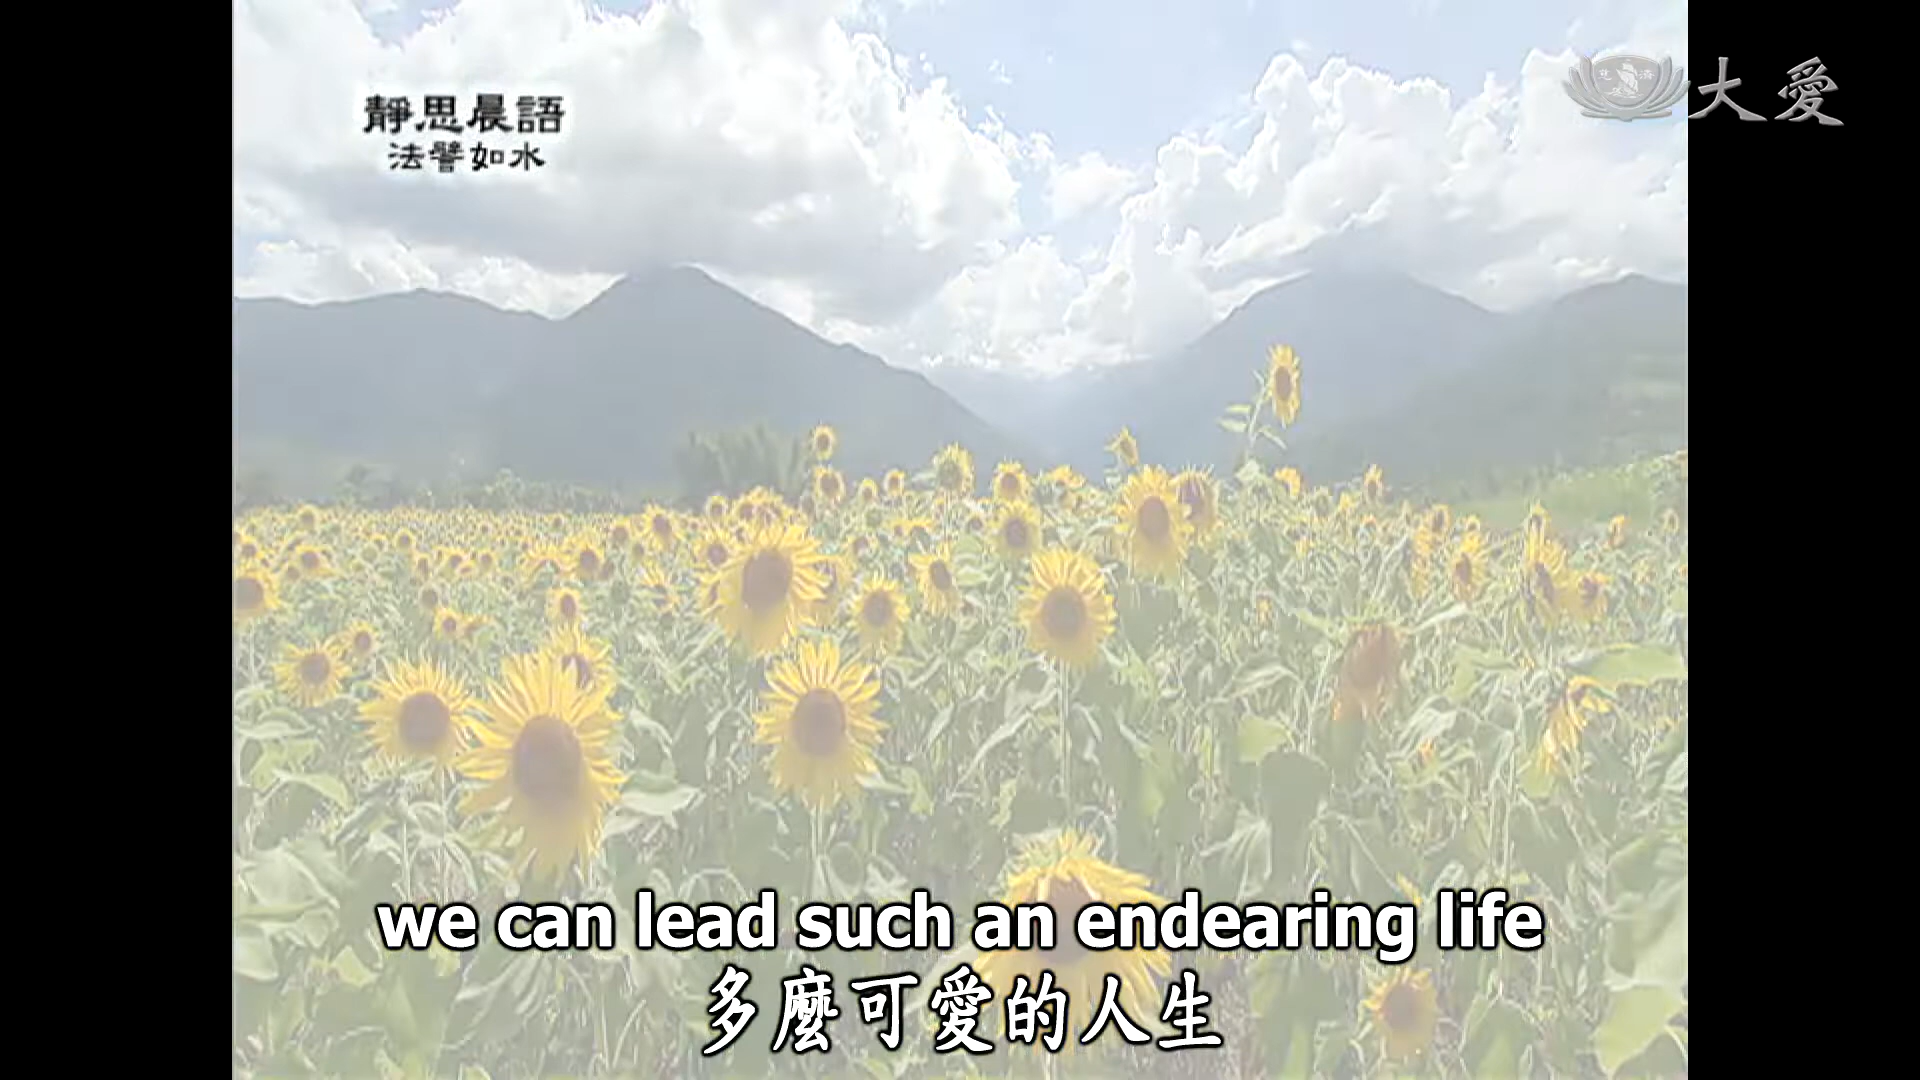 靜思晨語
法譬如水
大愛
we can lead such an endearing life
多麼可愛的人生